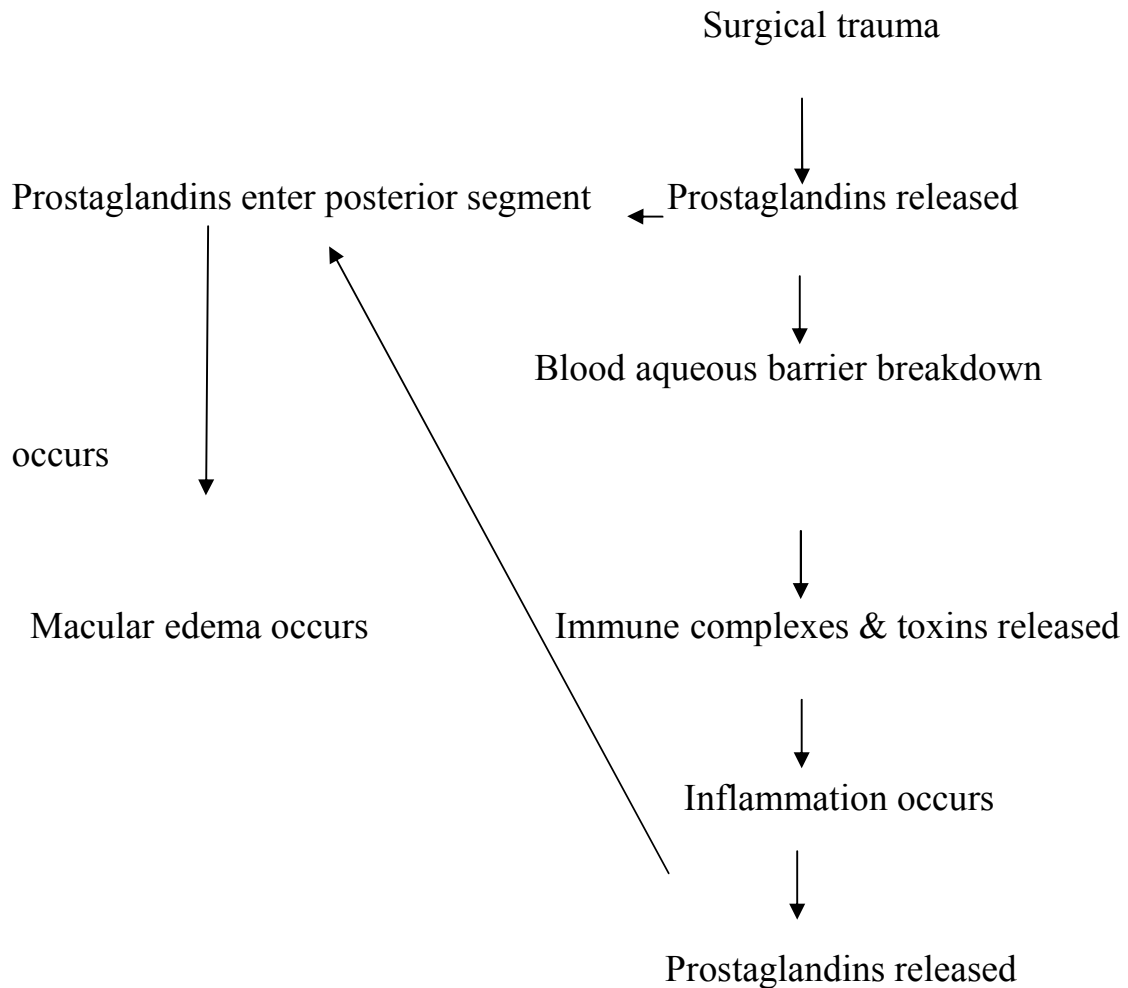 Surgical trauma
Prostaglandins enter posterior segment Prostaglandins released
Blood aqueous barrier breakdown
occurs
Macular edema occurs Immune complexes & toxins released
Inflammation occurs
Prostaglandins released